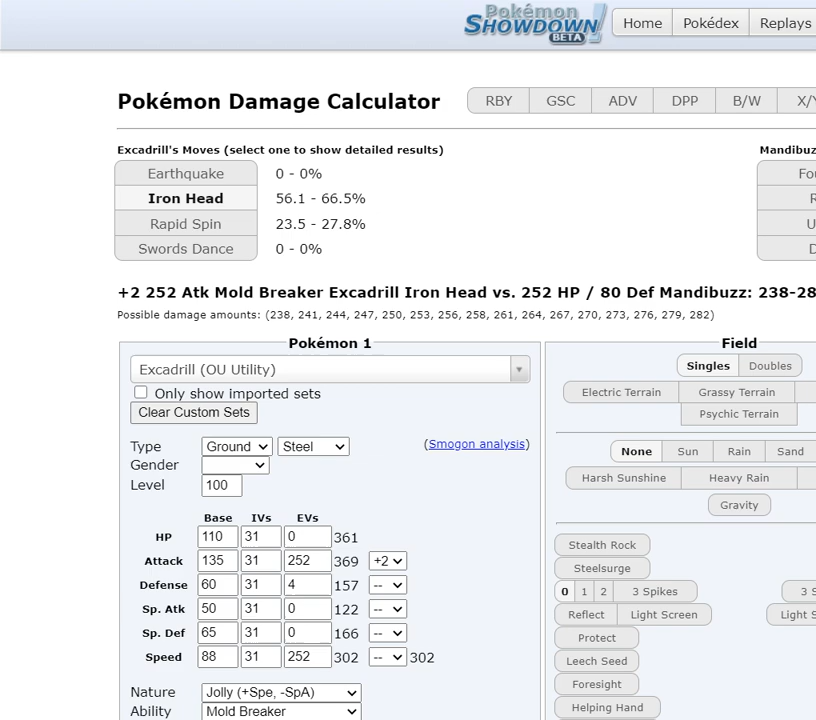 Pokémon
SHOWDOWN!
BETA
Home Pokédex Replays
Pokémon Damage Calculator RBY GSC ADV DPP B/W X/Y
Excadrill's Moves (select one to show detailed results) Mandibuz
Earthquake 0 - 0% Fou
Iron Head 56.1 - 66.5% R
Rapid Spin 23.5 - 27.8% U
Swords Dance 0 - 0% D
+2 252 Atk Mold Breaker Excadrill Iron Head vs. 252 HP / 80 Def Mandibuzz: 238-28
Possible damage amounts: (238, 241, 244, 247, 250, 253, 256, 258, 261, 264, 267, 270, 273, 276, 279, 282)
Pokémon 1
Excadrill (OU Utility)
Only show imported sets
Clear Custom Sets
Type Ground Steel (Smogon analysis)
Gender
Level 100
Base IVs EVs
HP 110 31 0 361
Attack 135 31 252 369 +2
Defense 60 31 4 157 --
Sp. Atk 50 31 0 122 --
Sp. Def 65 31 0 166 --
Speed 88 31 252 302 -- 302
Nature Jolly (+Spe, -SpA)
Ability Mold Breaker
Field
Singles Doubles
Electric Terrain Grassy Terrain
Psychic Terrain
None Sun Rain Sand
Harsh Sunshine Heavy Rain
Gravity
Stealth Rock
Steelsurge
0 1 2 3 Spikes 3 S
Reflect Light Screen Light S
Protect
Leech Seed
Foresight
Helping Hand